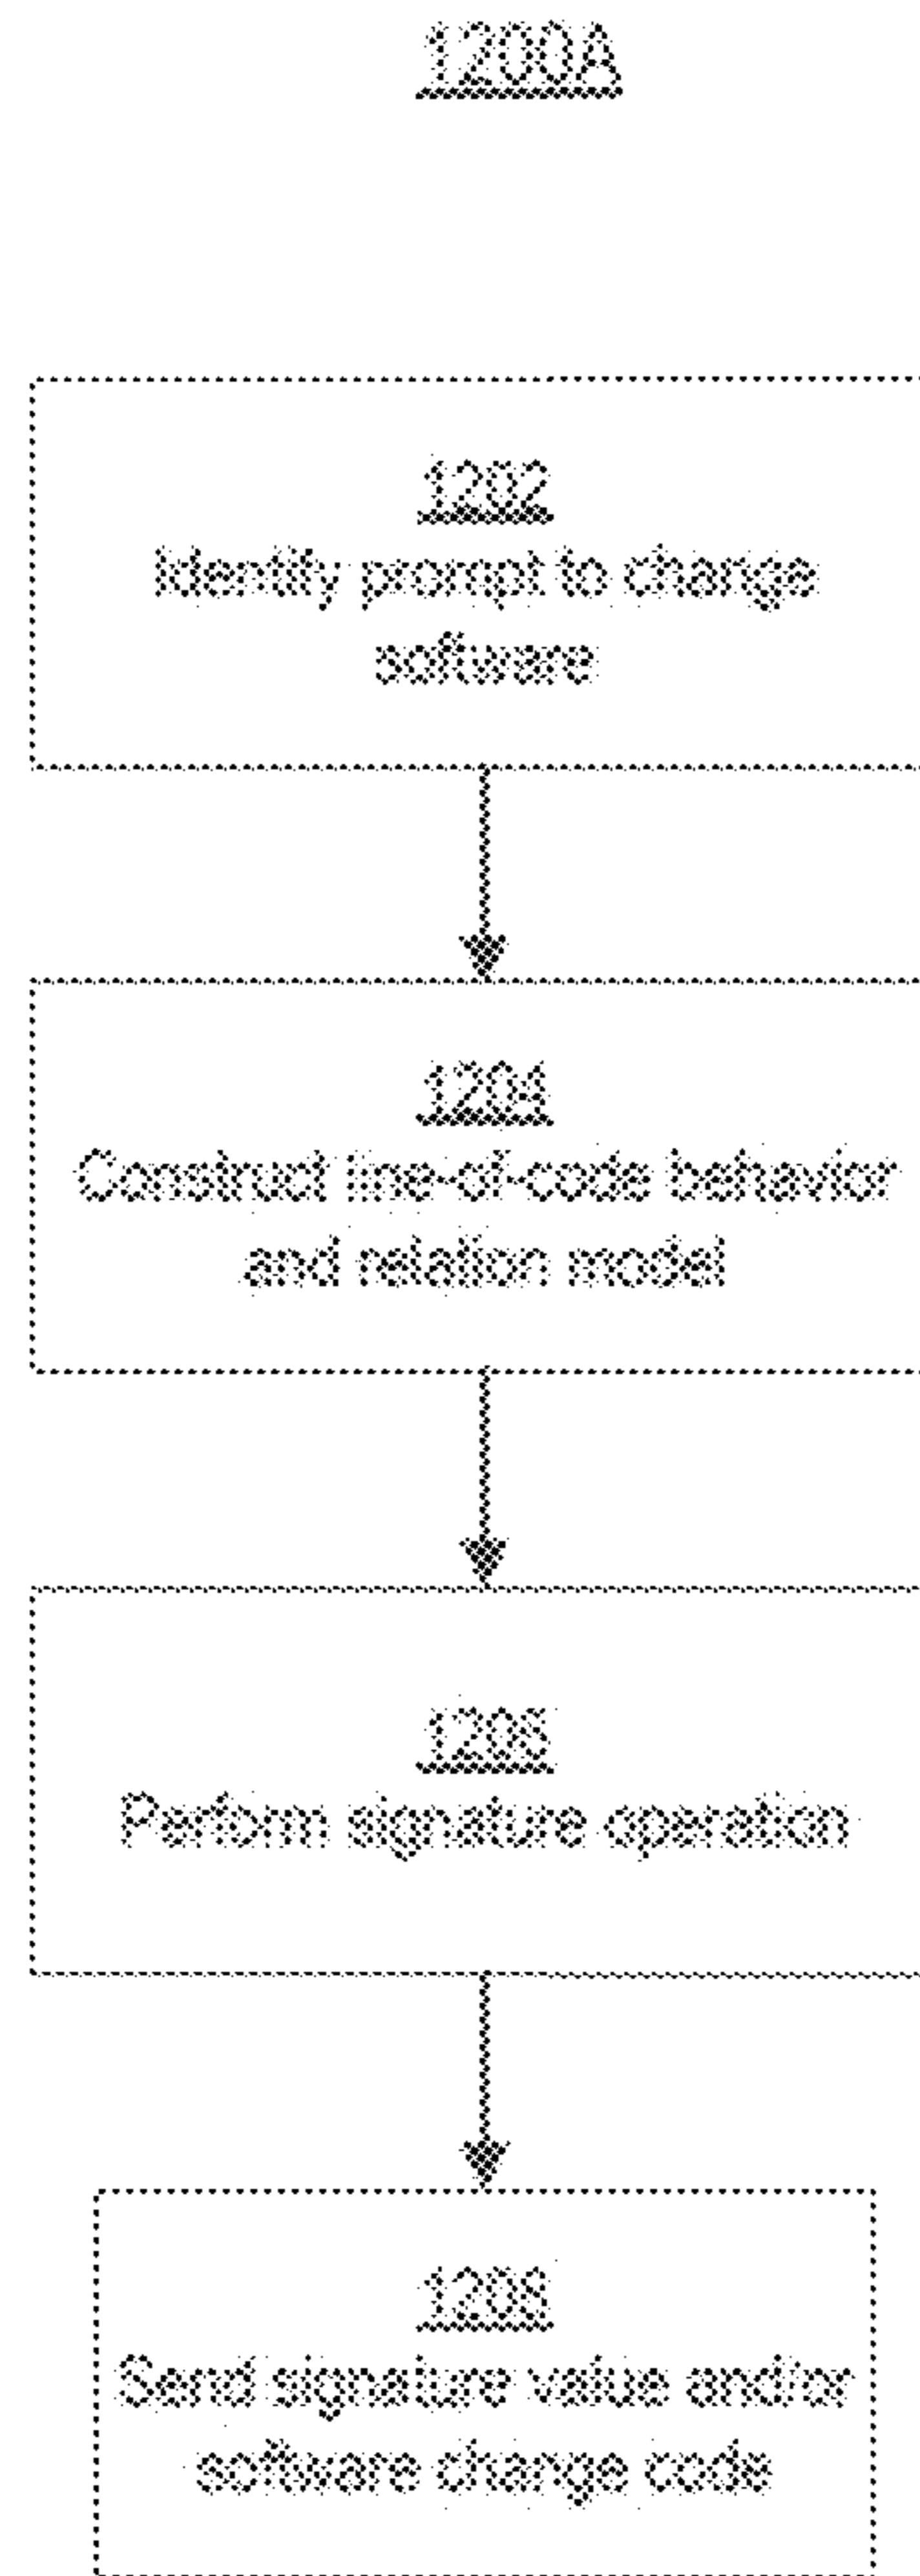 1200A
1202
Identify prompt to change
software
1204
Construct line-of-code behavior
and relation model
1206
Perform signature operation
1208
Send signature value and/or
software change code